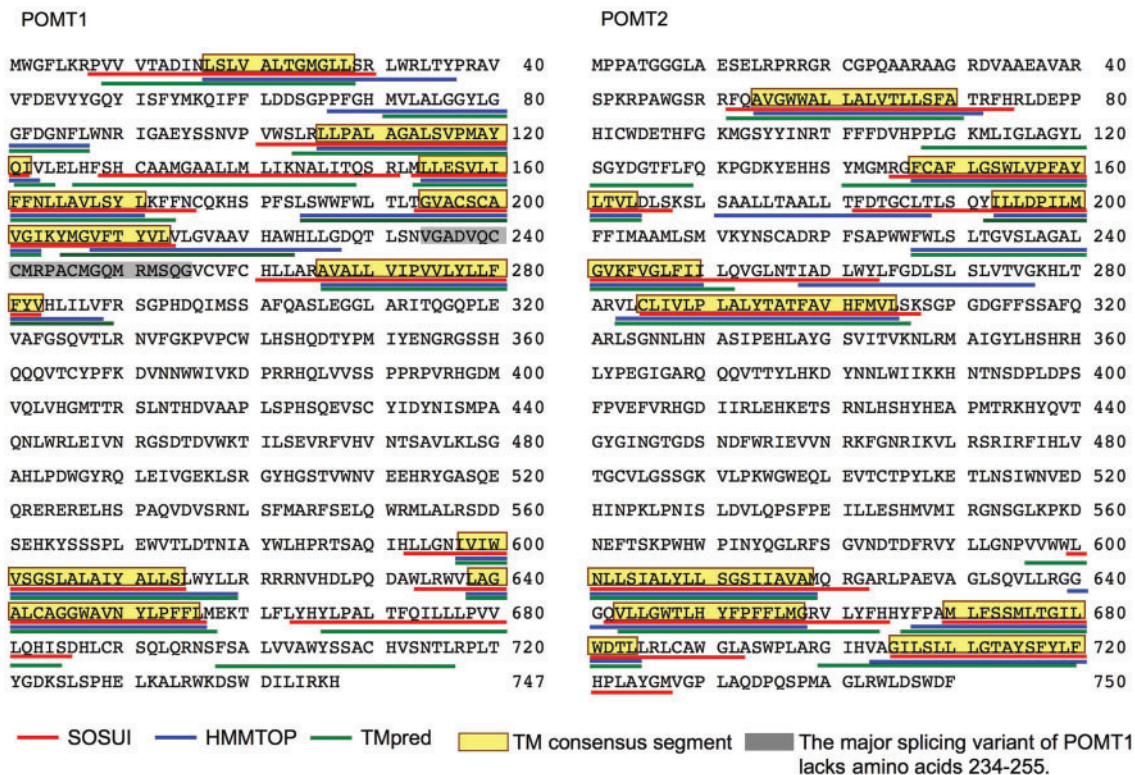 POMT1
MWGFLKRPVV VTADINLSLV ALTGMGLLSR LWRLTYPRAV 40
VFDEVYYGQY ISFYMKQIFF LDDSGPPFGH MVLALGGYLG 80
GFDGNFLWNR IGAEYSSNVP VWSLRLLPAL AGALSVPMAY 120
QIVLELHFSH CAAMGAALLM LIKNALITQS RLMLLESVLI 160
FFNLLAVLSYL KFFNCQKHS PFSLSWWFWL TLTGVACSCA 200
VGIKYMGVFT YVLVLGVAAV HAWHLLGDQT LSNVGADVQC 240
CMRPACMGQM RMSQGVCVFC HLLARAVALL VIPVVLYLLF 280
FYVHLILVFR SGPHDQIMSS AFQASLEGGL ARITQGQPLE 320
VAFGSQVTLR NVFGKPVPCW LHSHQDTYPM IYENGRGSSH 360
QQQVTCYPFK DVNNWWIVKD PRRHQLVVSS PPRPVRHGDM 400
VQLVHGMTTR SLNTHDVAAP LSPHSQEVSC YIDYNISMPA 440
QNLWRLEIVN RGSDTDVWKT ILSEVRFVHV NTSAVLKLSG 480
AHLPDWGYRQ LEIVGEKLSR GYHGSTVWNV EEHRYGASQE 520
QRERERELHS PAQVDVSRNL SFMARFSELQ WRMLALRSDD 560
SEHKYSSSPL EWVTLDTNIA YWLHPRTSAQ IHLLGNIVIW 600
VSGSLALAIY ALLSLWYLLR RRRNVHDLPQ DAWLRWVLAG 640
ALCAGGWAVN YLPFFLMEKT LFLYHYLPAL TFQILLLPVV 680
LQHISDHLCR SQLQRNSFSA LVVAWYSSAC HVSNTLRPLT 720
YGDKSLSPHE LKALRWKDSW DILIRKH 747
POMT2
MPPATGGGLA ESELRPRRGR CGPQAARAAG RDVAAEAVAR 40
SPKRPAWGSR RFQAVGWWAL LALVTLLSFA TRFHRLDEPP 80
HICWDETHFG KMGSYYINRT FFFDVHPPLG KMLIGLAGYL 120
SGYDGTFLFQ KPGDKYEHHS YMGMRGFCAF LGSWLVPFAY 160
LTVLDLSKSL SAALLTAALL TFDTGCLTLS QYILLDPILM 200
FFIMAAMLSM VKYNSCADRP FSAPWWFWLS LTGVSLAGAL 240
GVKFVGLFII LQVGLNTIAD LWYLFGDLSL SLVTVGKHLT 280
ARVLCLIVLP LALYTATFAV HFMVLSKSGP GDGFFSSAFQ 320
ARLSGNNLHN ASIPEHLAYG SVITVKNLRM AIGYLHSHRH 360
LYPEGIGARQ QQVTTYLHKD YNNLWIIKKH NTNSDPLDPS 400
FPVEFVRHGD IIRLEHKETS RNLHSHYHEA PMTRKHYQVT 440
GYGINGTGDS NDFWRIEVVN RKFGNRIKVL RSRIRFIHLV 480
TGCVLGSSGK VLPKWGWEQL EVTCTPYLKE TLNSIWNVED 520
HINPKLPNIS LDVLQPSFPE ILLESHMVMI RGNSGLKPKD 560
NEFTSKPWHW PINYQGLRFS GVNDTDFRVY LLGNPVVWWL 600
NLLSIALYLL SGSIIAVAMQ RGARLPAEVA GLSQVLLRGG 640
GQVLLGWTLH YFPFFLMGRV LYFHHYFPAM LFSSMLTGIL 680
WDTLLRLCAW GLASWPLARG IHVAGILSLL LGTAYSFYLF 720
HPLAYGMVGP LAQDPQSPMA GLRWLDSWDF 750
SOSUI HMMTOP TMpred TM consensus segment The major splicing variant of POMT1
lacks amino acids 234-255.